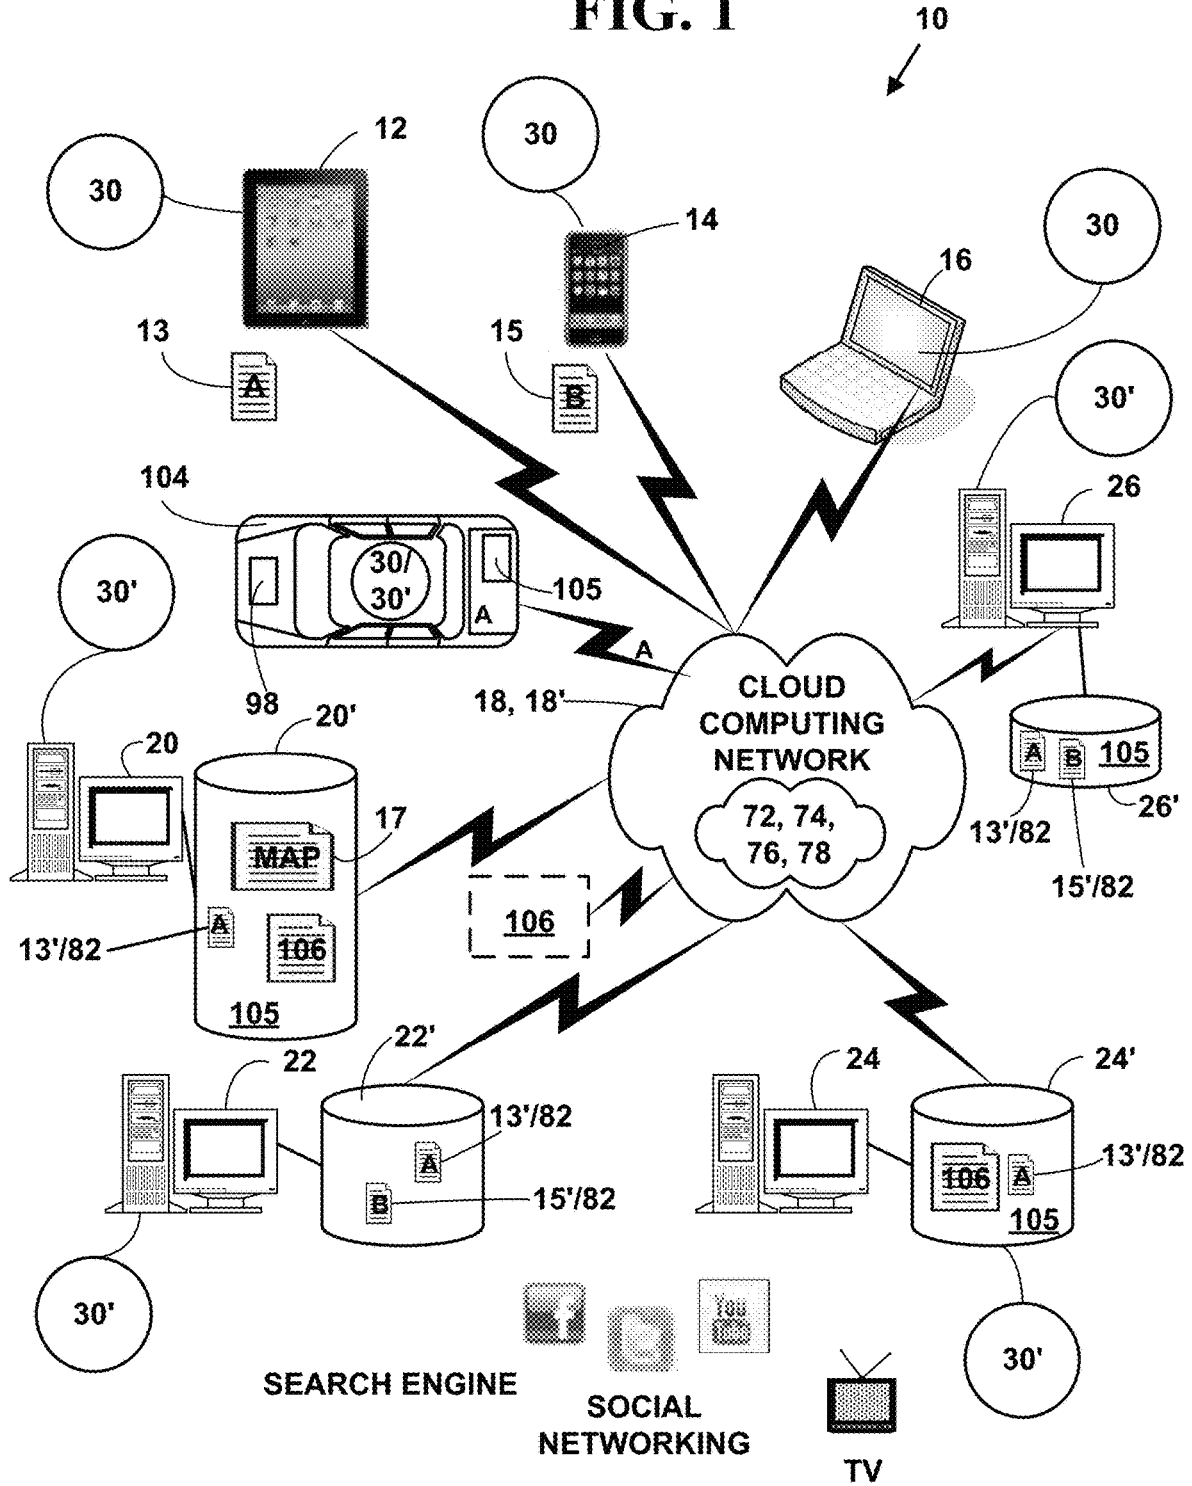 FIG. 1
10
30
12
30
14
30
16
13
A
15
B
30'
26
104
30/
30'
105
A
98
A
30'
18, 18'
CLOUD
COMPUTING
NETWORK
72, 74,
76, 78
A
B
105
13'/82
26'
15'/82
20
20'
17
MAP
A
13'/82
106
105
106
22
22'
13'/82
A
15'/82
B
30'
24
24'
106
A
13'/82
105
30'
f
You
SEARCH ENGINE
SOCIAL
NETWORKING
TV